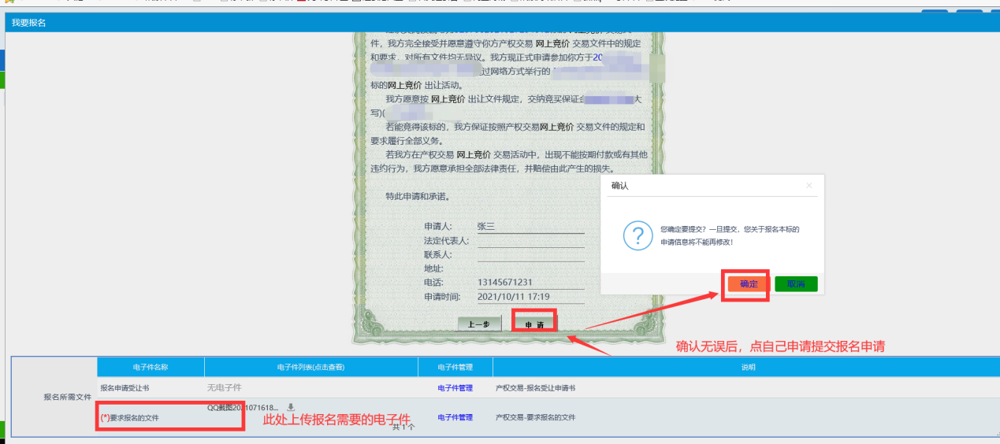 我要报名
件，我方完全接受并愿意遵守你方产权交易 网上竞价 交易文件中的规定
和要求，对所有文件均无异议。我方现正式申请参加你方于20
过网络方式举行的
标的网上竞价 出让活动。
我方愿意按 网上竞价 出让文件规定，交纳竞买保证金 大
写)(
若能竞得该标的，我方保证按照产权交易网上竞价 交易文件的规定和
要求履行全部义务。
若我方在产权交易 网上竞价 交易活动中，出现不能按期付款或有其他
违约行为，我方愿意承担全部法律责任，并赔偿由此产生的损失。
特此申请和承诺。
申请人: 张三
法定代表人:
联系人:
地址:
电话: 13145671231
申请时间: 2021/10/11 17:19
上一步 申 请
确认 ×
?
您确定要提交？一旦提交，您关于报名本标的
申请信息将不能再修改！
确定 取消
确认无误后，点自己申请提交报名申请
电子件名称 电子件列表(点击查看) 电子件管理 说明
报名所需文件
报名申请受让书 无电子件 电子件管理 产权交易-报名受让申请书
(*)要求报名的文件 QQ截图2021071618... 电子件管理 产权交易-要求报名的文件
共 1 个
此处上传报名需要的电子件